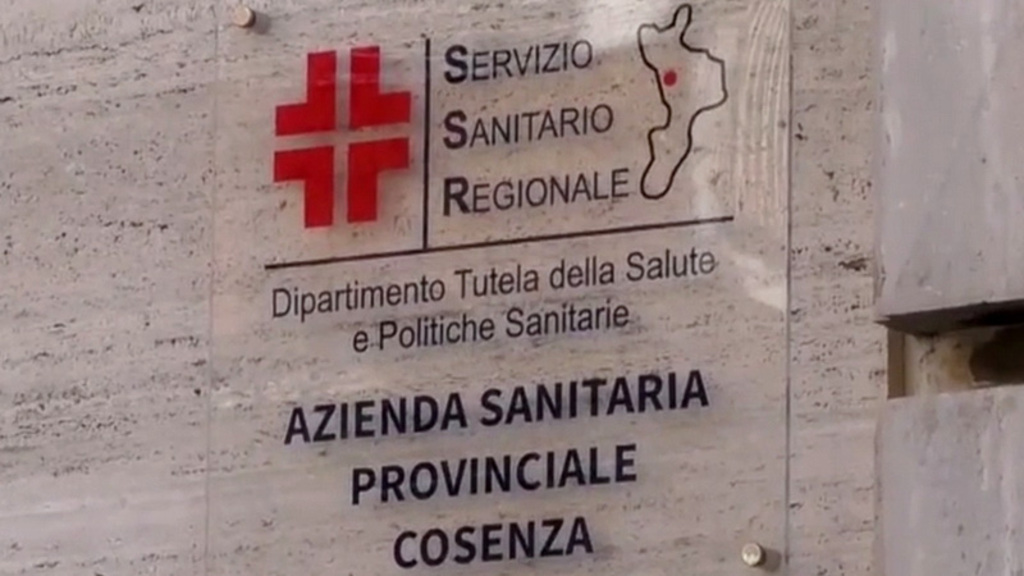 SERVIZIO
SANITARIO
REGIONALE
Dipartimento Tutela della Salute
e Politiche Sanitarie
AZIENDA SANITARIA
PROVINCIALE
COSENZA